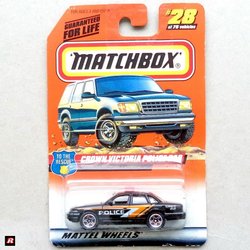 GUARANTEED
FOR LIFE
#28
of 75 vehicles
MATCHBOX
TO THE
RESCUE
CROWN VICTORIA POLICE CAR
POLICE
MATTEL WHEELS
R